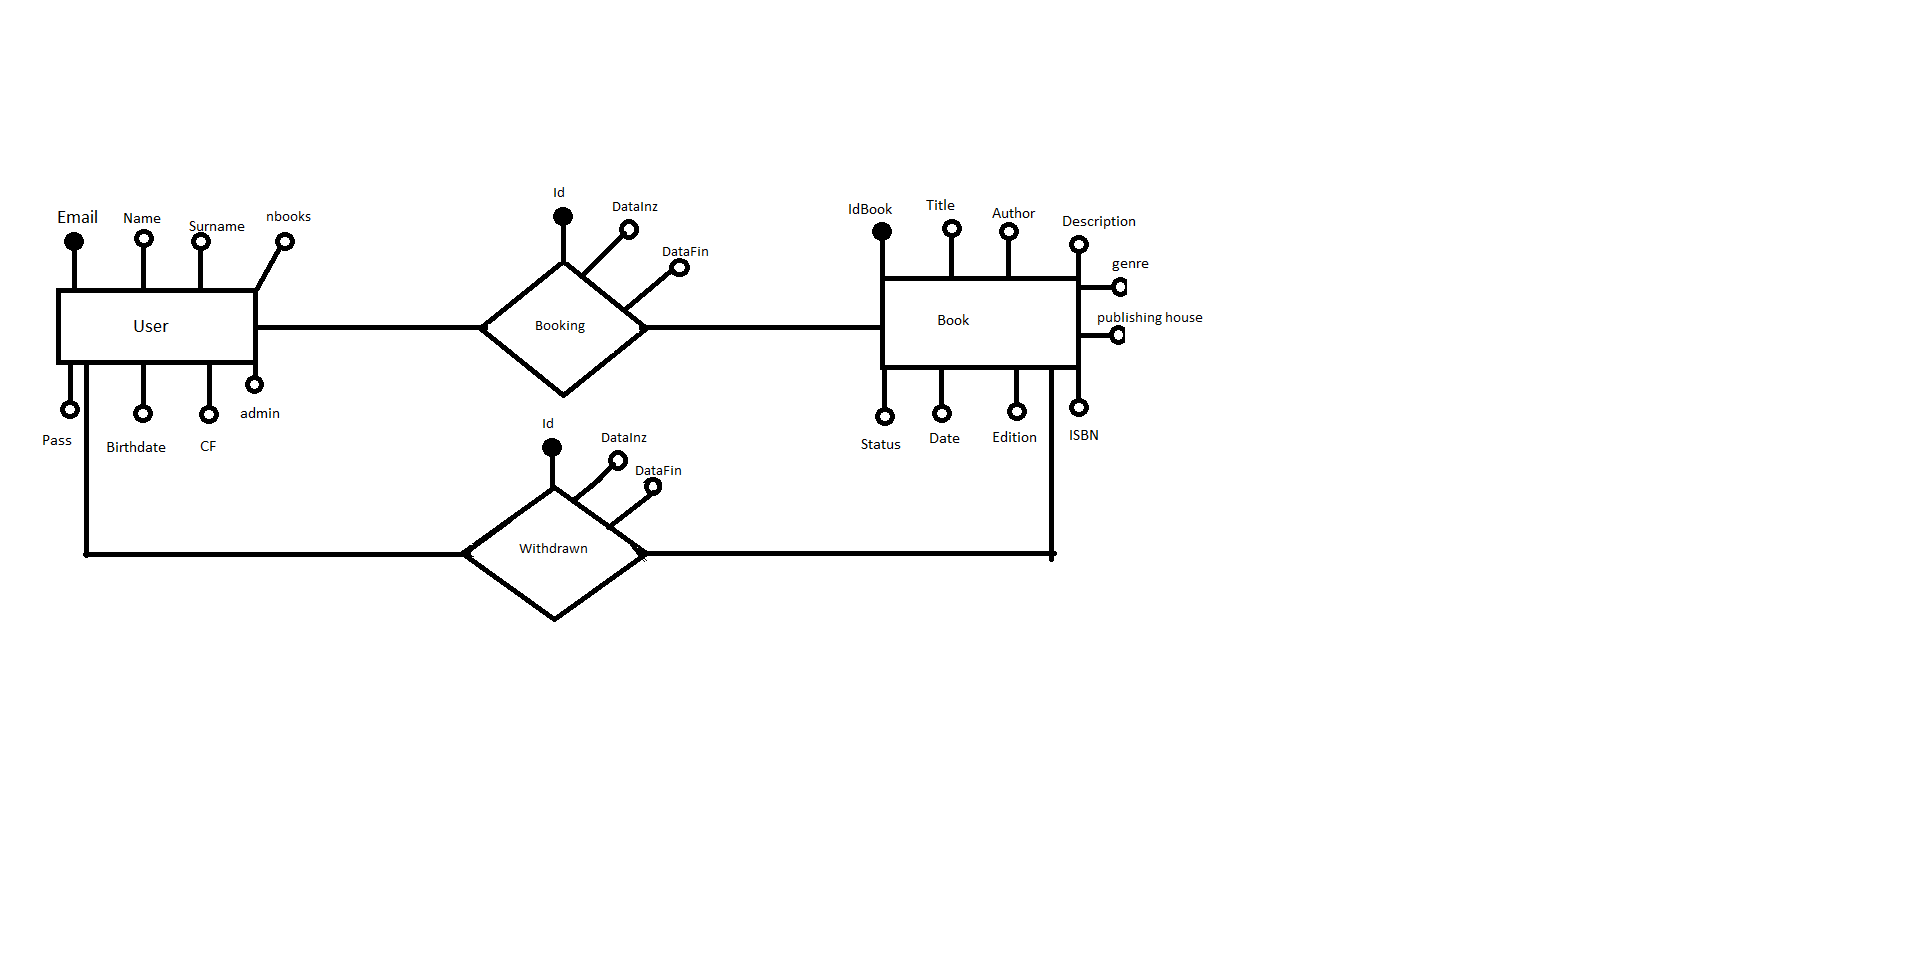 Email
Name
Surname
nbooks
User
Pass
Birthdate
CF
admin
Id
DataInz
DataFin
Booking
Id
DataInz
DataFin
Withdrawn
IdBook
Title
Author
Description
genre
publishing house
Book
Status
Date
Edition
ISBN